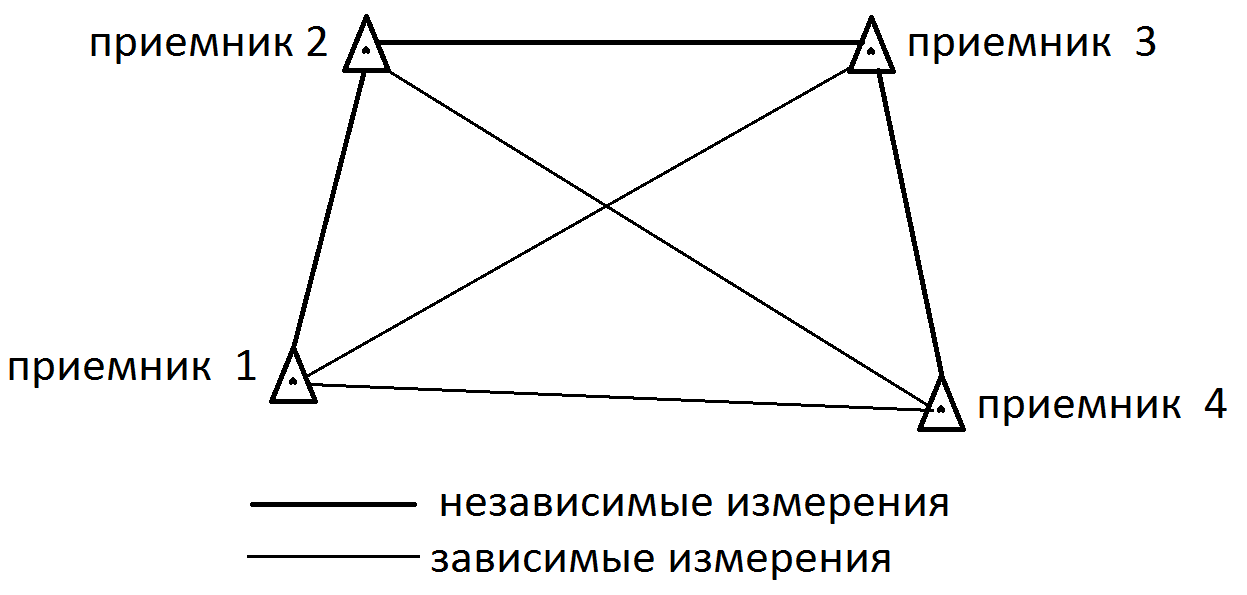 приемник 2
приемник 3
приемник 1
приемник 4
независимые измерения
зависимые измерения